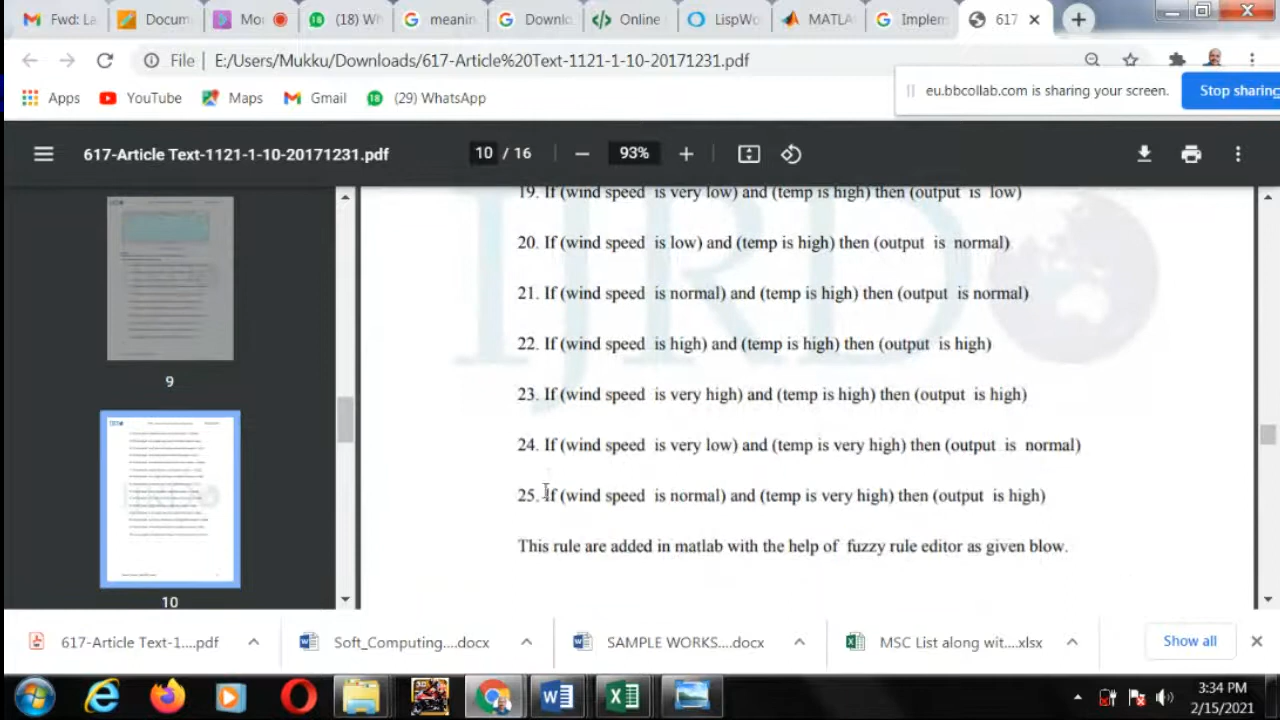 Fwd: La
Docum
Mo
(18) Wh
meanin
Downlo
Online
LispWo
MATLA
Implem
617
File
E:/Users/Mukku/Downloads/617-Article%20Text-1121-1-10-20171231.pdf
eu.bbcollab.com is sharing your screen.
Stop sharing
Apps
YouTube
Maps
Gmail
(29) WhatsApp
617-Article Text-1121-1-10-20171231.pdf
10 / 16
93%
9
10
19. If (wind speed is very low) and (temp is high) then (output is low)
20. If (wind speed is low) and (temp is high) then (output is normal)
21. If (wind speed is normal) and (temp is high) then (output is normal)
22. If (wind speed is high) and (temp is high) then (output is high)
23. If (wind speed is very high) and (temp is high) then (output is high)
24. If (wind speed is very low) and (temp is very high) then (output is normal)
25. If (wind speed is normal) and (temp is very high) then (output is high)
This rule are added in matlab with the help of fuzzy rule editor as given blow.
617-Article Text-1....pdf
Soft_Computing....docx
SAMPLE WORKS....docx
MSC List along wit....xlsx
Show all
3:34 PM
2/15/2021